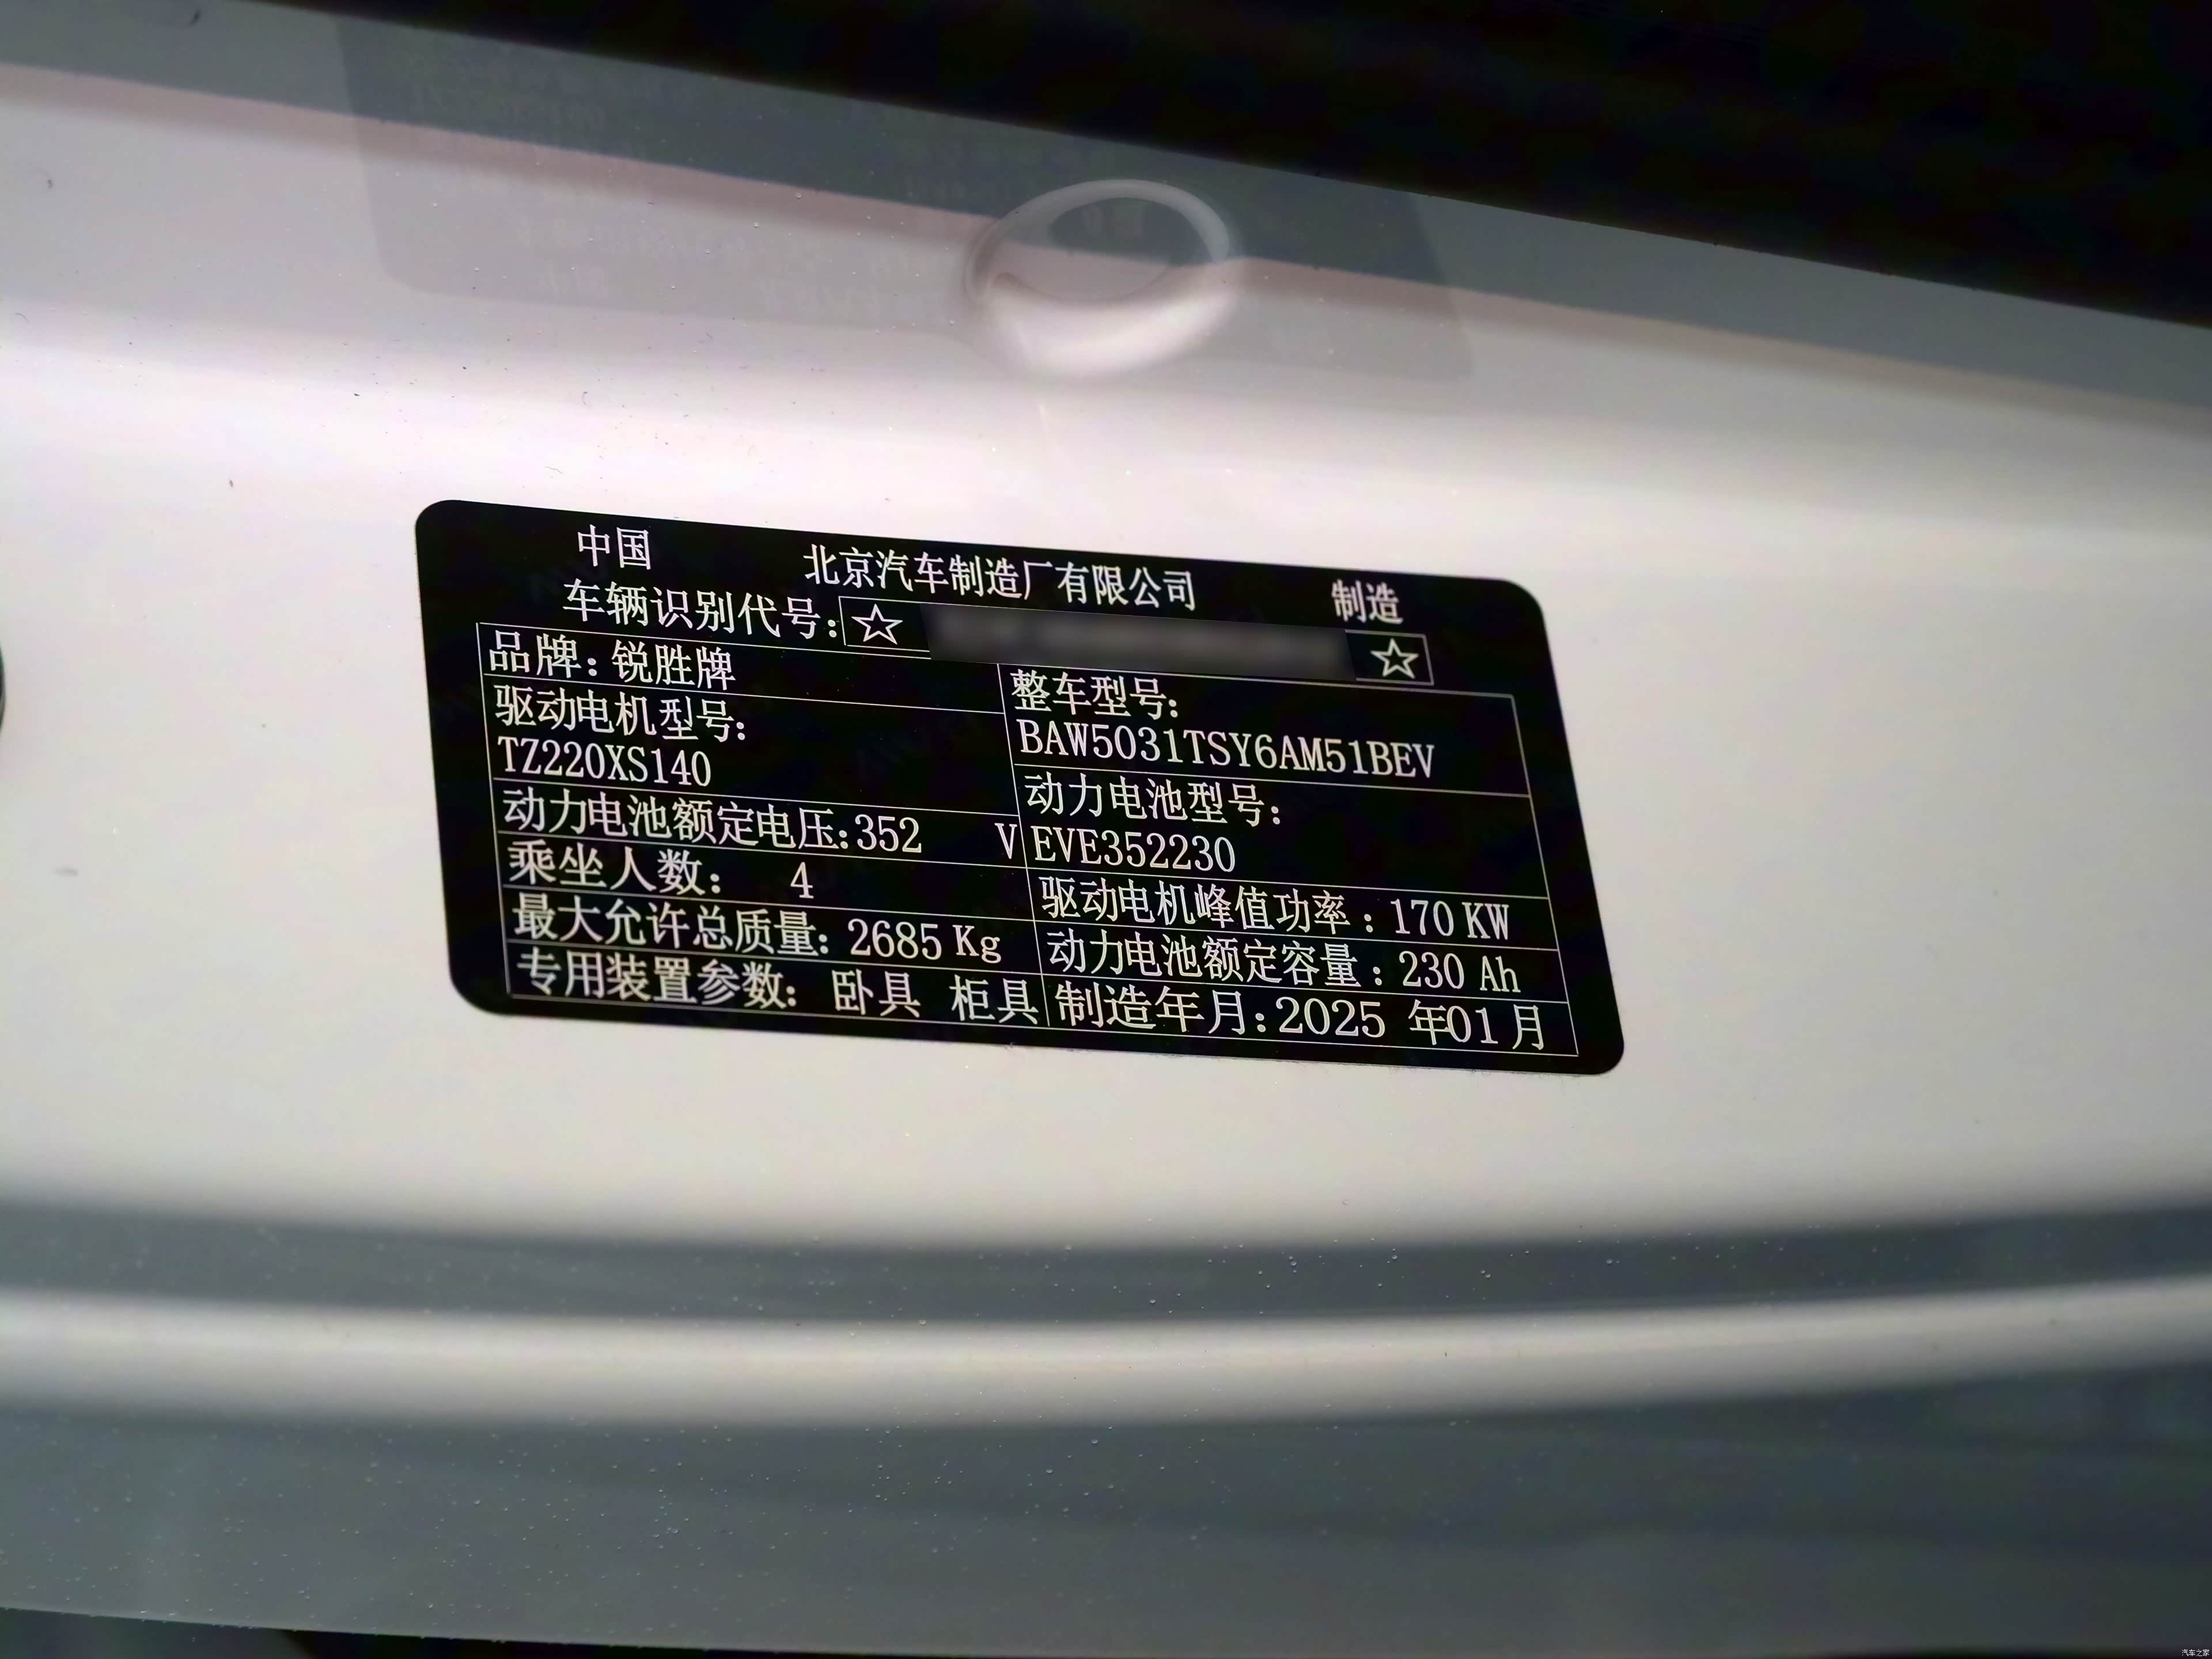 中国 北京汽车制造厂有限公司 制造
车辆识别代号:☆ ☆
品牌:锐胜牌
驱动电机型号:
TZ220XS140
动力电池额定电压:352 V
乘坐人数: 4
最大允许总质量: 2685 Kg
专用装置参数: 卧具 柜具
整车型号:
BAW5031TSY6AM51BEV
动力电池型号:
EVE352230
驱动电机峰值功率: 170 KW
动力电池额定容量: 230 Ah
制造年月:2025 年01月
汽车之家